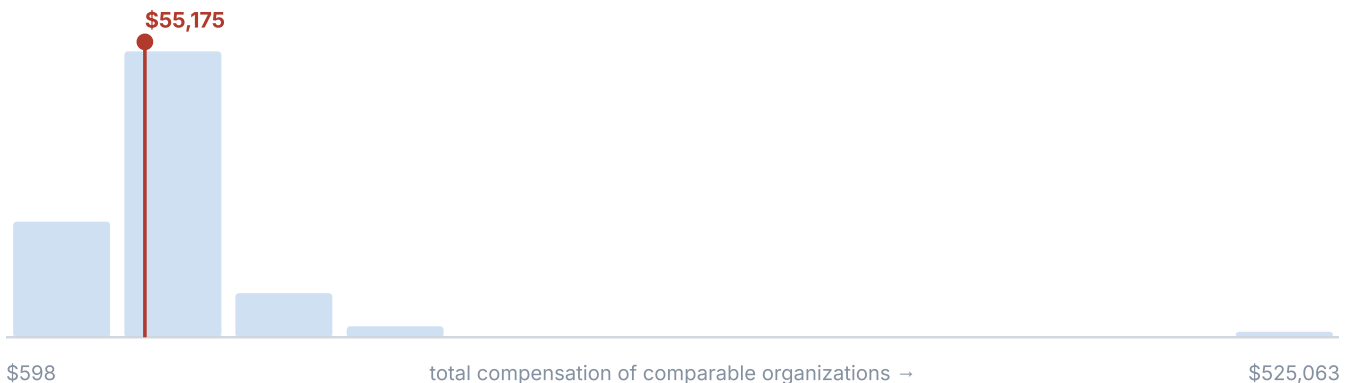 $55,175
$598 total compensation of comparable organizations → $525,063